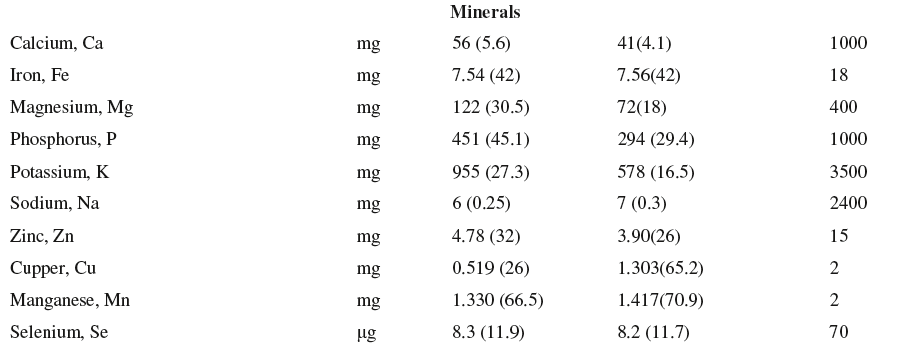 Minerals
Calcium, Ca mg 56 (5.6) 41(4.1) 1000
Iron, Fe mg 7.54 (42) 7.56(42) 18
Magnesium, Mg mg 122 (30.5) 72(18) 400
Phosphorus, P mg 451 (45.1) 294 (29.4) 1000
Potassium, K mg 955 (27.3) 578 (16.5) 3500
Sodium, Na mg 6 (0.25) 7 (0.3) 2400
Zinc, Zn mg 4.78 (32) 3.90(26) 15
Cupper, Cu mg 0.519 (26) 1.303(65.2) 2
Manganese, Mn mg 1.330 (66.5) 1.417(70.9) 2
Selenium, Se μg 8.3 (11.9) 8.2 (11.7) 70